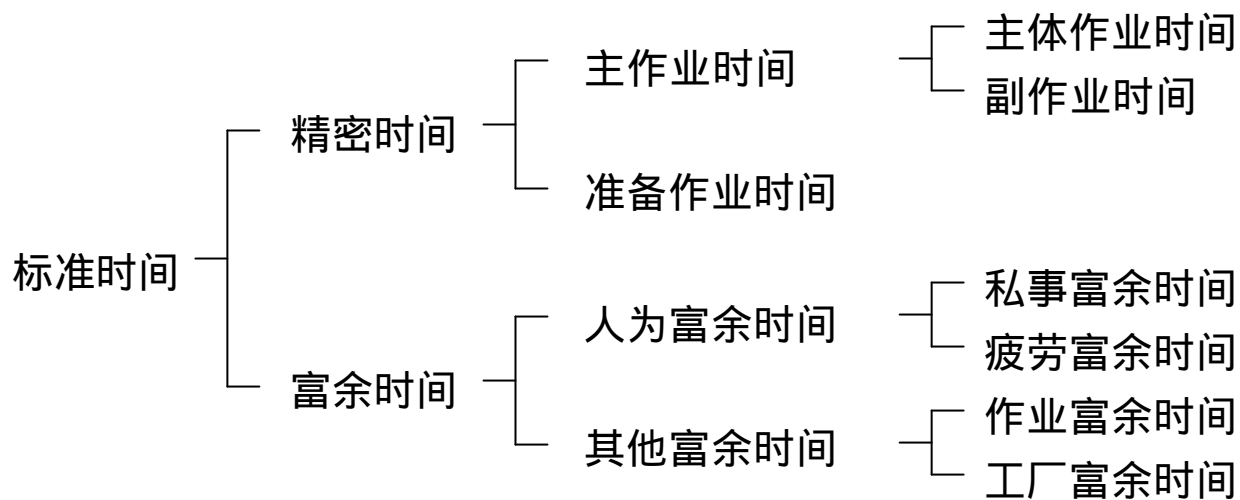 主体作业时间
主作业时间
副作业时间
精密时间
准备作业时间
标准时间
私事富余时间
人为富余时间
疲劳富余时间
富余时间
作业富余时间
其他富余时间
工厂富余时间